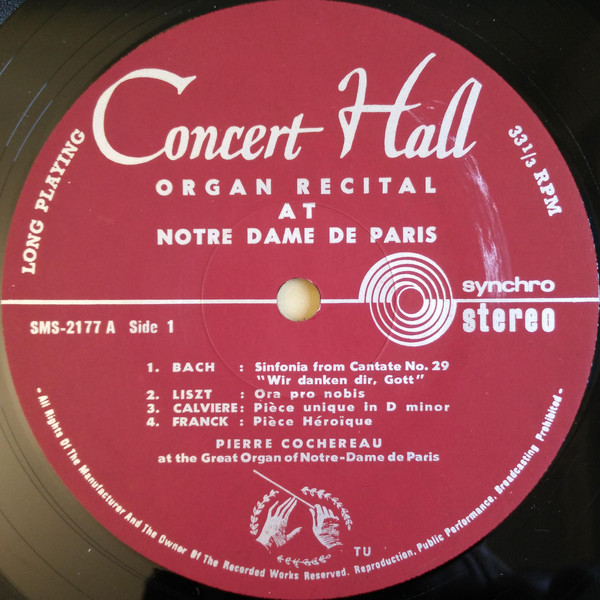 Concert Hall
LONG PLAYING
33 1/3 RPM
ORGAN RECITAL
AT
NOTRE DAME DE PARIS
synchro
stereo
SMS-2177 A Side 1
1. BACH : Sinfonia from Cantate No. 29
"Wir danken dir, Gott"
2. LISZT : Ora pro nobis
3. CALVIERE: Pièce unique in D minor
4. FRANCK : Pièce Héroïque
PIERRE COCHEREAU
at the Great Organ of Notre-Dame de Paris
TU
- All Rights Of The Manufacturer And The Owner Of The Recorded Works Reserved. Reproduction, Public Performance, Broadcasting Prohibited -